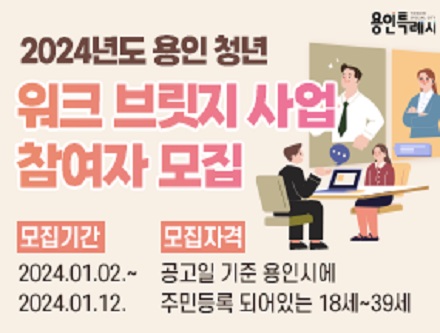 용인특례시
2024년도 용인 청년
워크 브릿지 사업
참여자 모집
모집기간
2024.01.02.~
2024.01.12.
모집자격
공고일 기준 용인시에
주민등록 되어있는 18세~39세